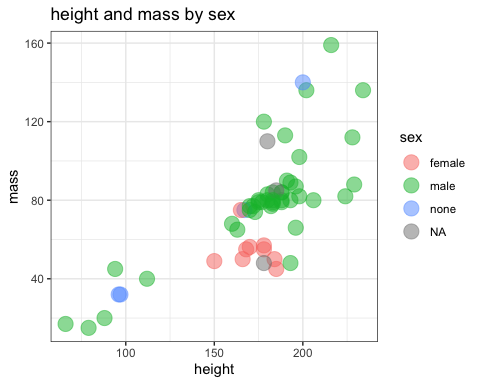 height and mass by sex
160
120
80
40
mass
100
150
200
height
sex
female
male
none
NA